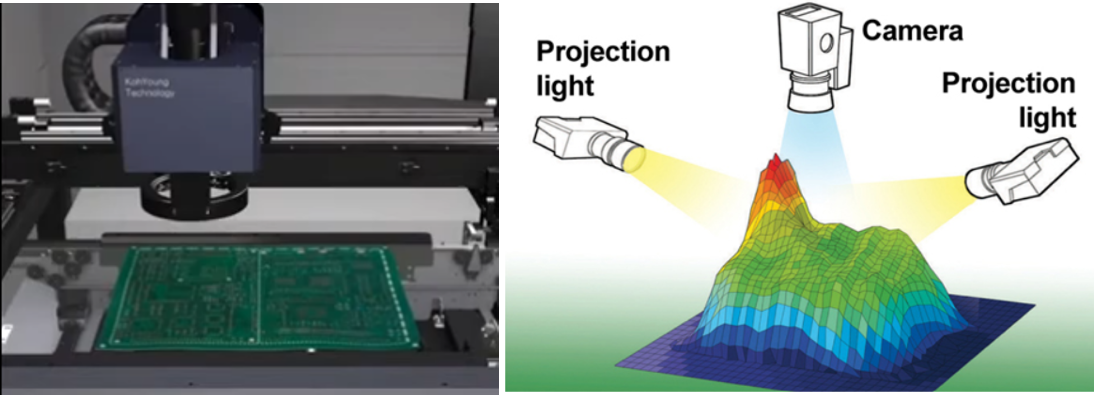 KohYoung
Technology
Projection
light
Camera
Projection
light